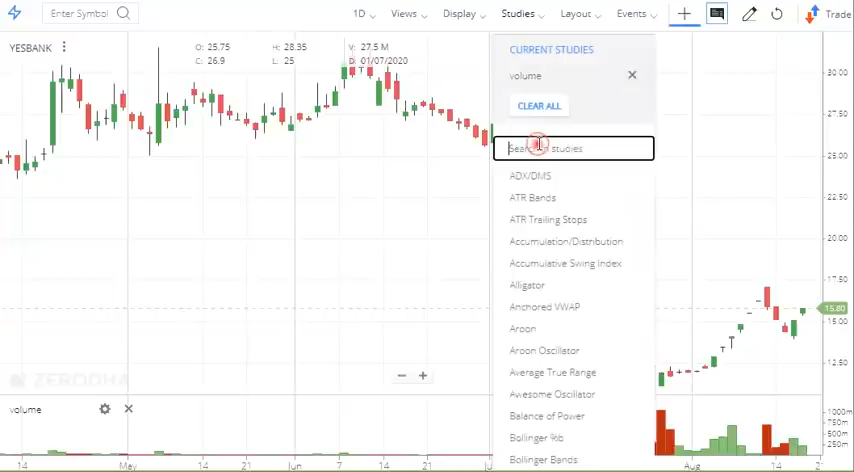 Enter Symbol 1D Views Display Studies Layout Events Trade
YESBANK
O: 25.75 H: 28.35 V: 27.5 M
C: 26.9 L: 25 D: 01/07/2020
CURRENT STUDIES
volume
CLEAR ALL
Search in studies
ADX/DMS
ATR Bands
ATR Trailing Stops
Accumulation/Distribution
Accumulative Swing Index
Alligator
Anchored VWAP
Aroon
Aroon Oscillator
Average True Range
Awesome Oscillator
Balance of Power
Bollinger %b
Bollinger Bands
30.00
27.50
25.00
22.50
20.00
17.50
15.80
15.00
12.50
ZERODHA
volume
1000m
750m
500m
250m
14 May 14 21 Jun 7 14 21 Aug 14